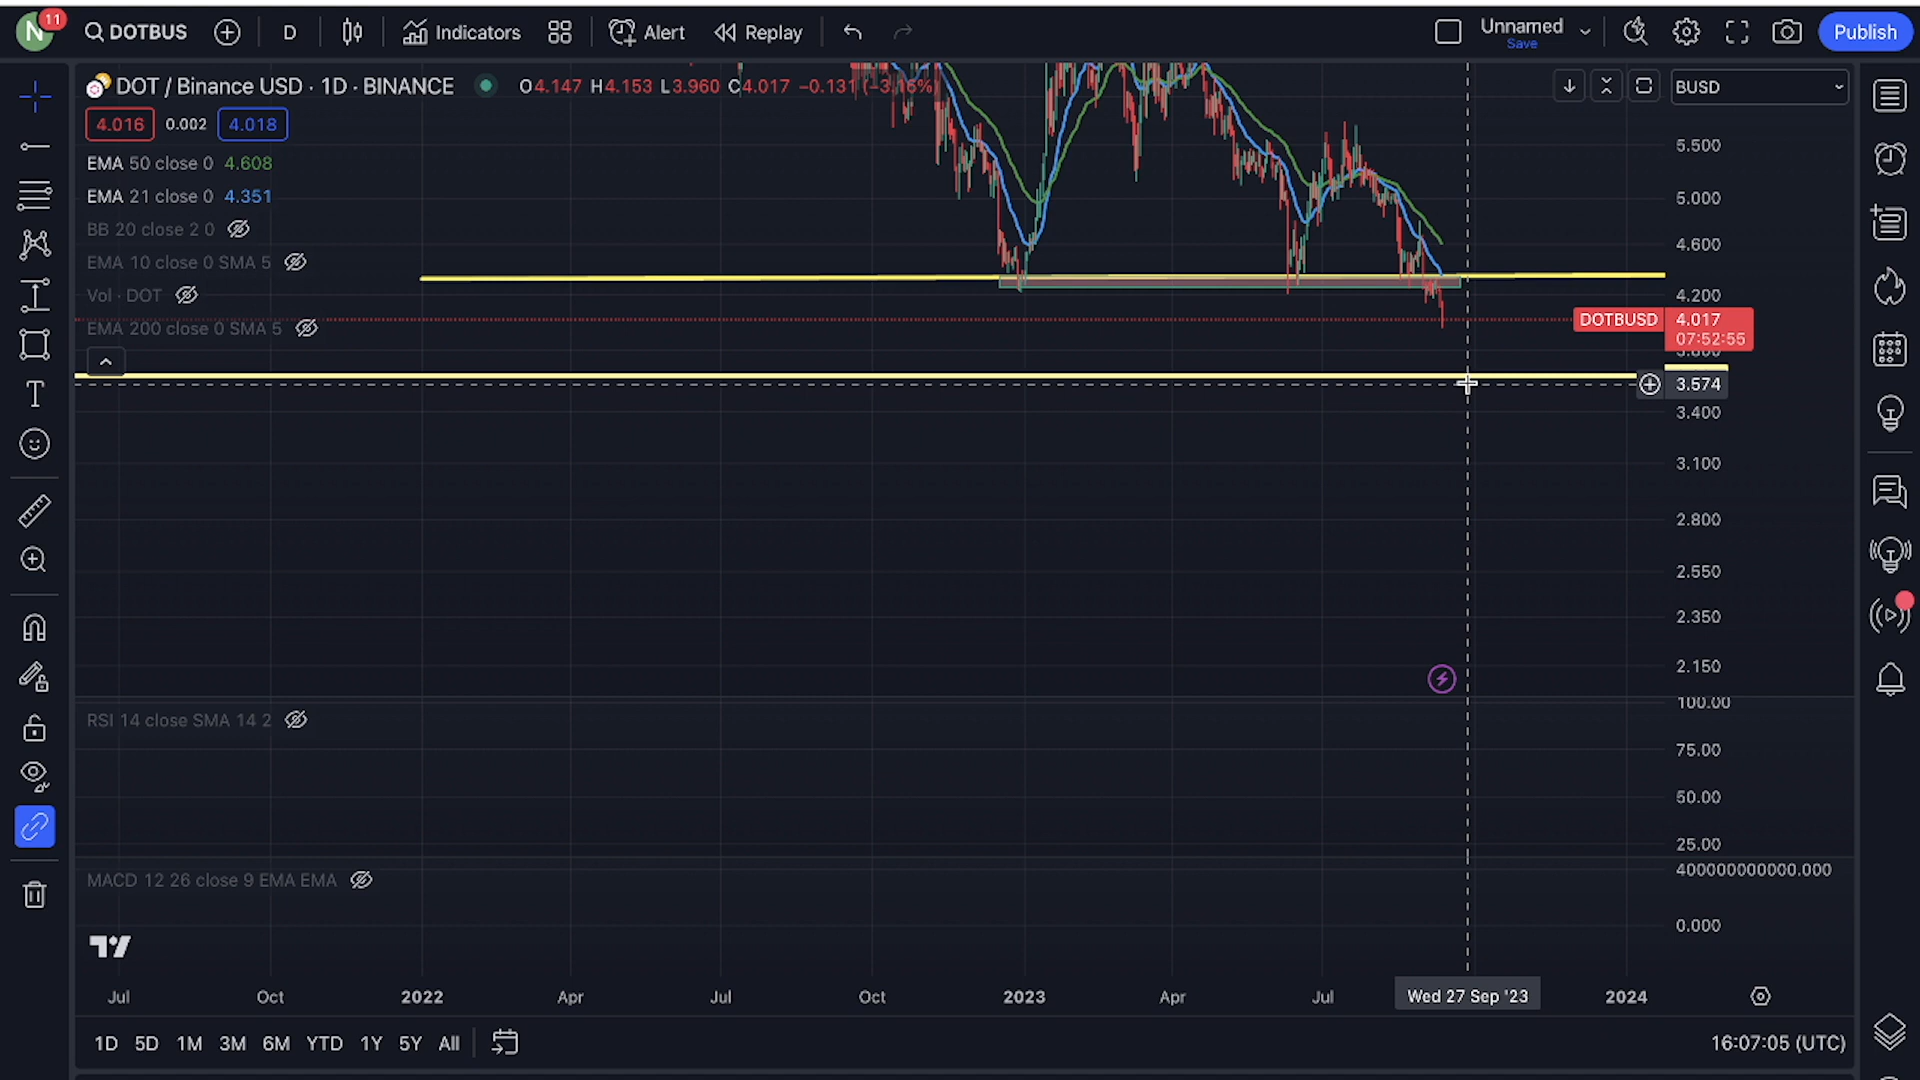 N 11 DOTBUS D Indicators Alert Replay Unnamed Save Publish
DOT / Binance USD · 1D · BINANCE O4.147 H4.153 L3.960 C4.017 −0.131 (−3.16%) BUSD
4.016 0.002 4.018
EMA 50 close 0 4.608
EMA 21 close 0 4.351
BB 20 close 2 0
EMA 10 close 0 SMA 5
Vol · DOT
EMA 200 close 0 SMA 5
5.500
5.000
4.600
4.200
DOTBUSD 4.017
07:52:55
3.800
3.574
3.400
3.100
2.800
2.550
2.350
2.150
RSI 14 close SMA 14 2
100.00
75.00
50.00
25.00
MACD 12 26 close 9 EMA EMA
400000000000.000
0.000
Jul Oct 2022 Apr Jul Oct 2023 Apr Jul Wed 27 Sep '23 2024
1D 5D 1M 3M 6M YTD 1Y 5Y All 16:07:05 (UTC)